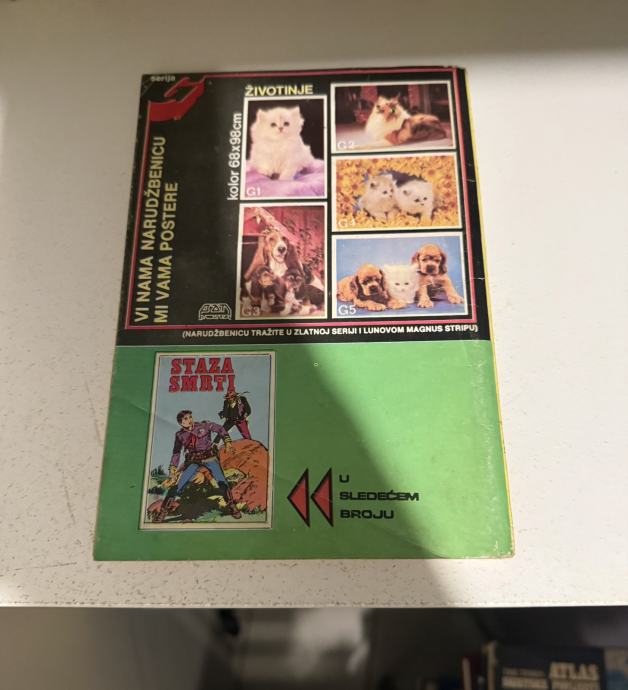 serija
VI NAMA NARUDŽBENICU
MI VAMA POSTERE
ŽIVOTINJE
kolor 68x98cm
G1
G2
G3
G4
G5
(NARUDŽBENICU TRAŽITE U ZLATNOJ SERIJI I LUNOVOM MAGNUS STRIPU)
STAZA
SMRTI
U
SLEDEĆEM
BROJU
ATLAS